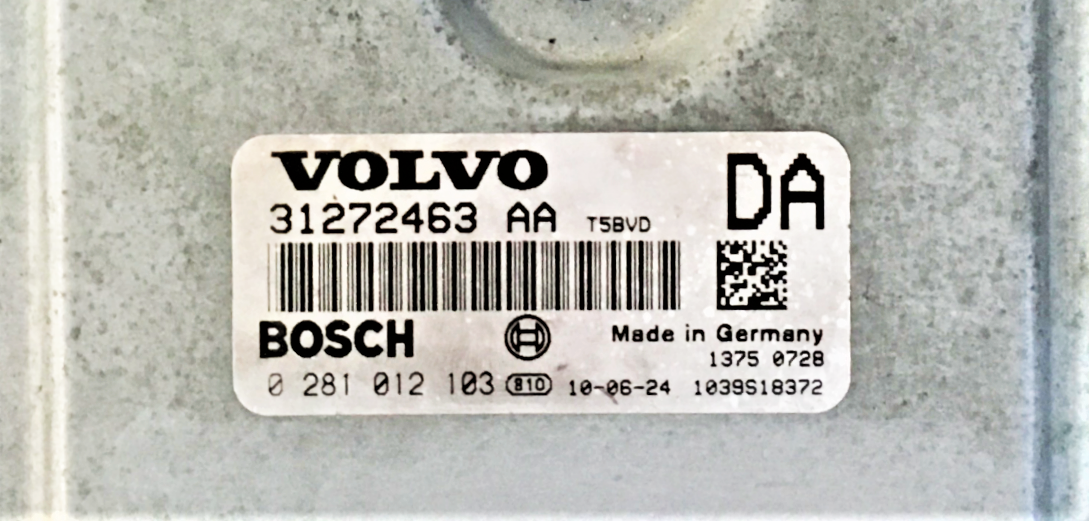 VOLVO
DA
31272463 AA T5BVD
BOSCH
Made in Germany
1375 0728
0 281 012 103 810 10-06-24 1039S18372